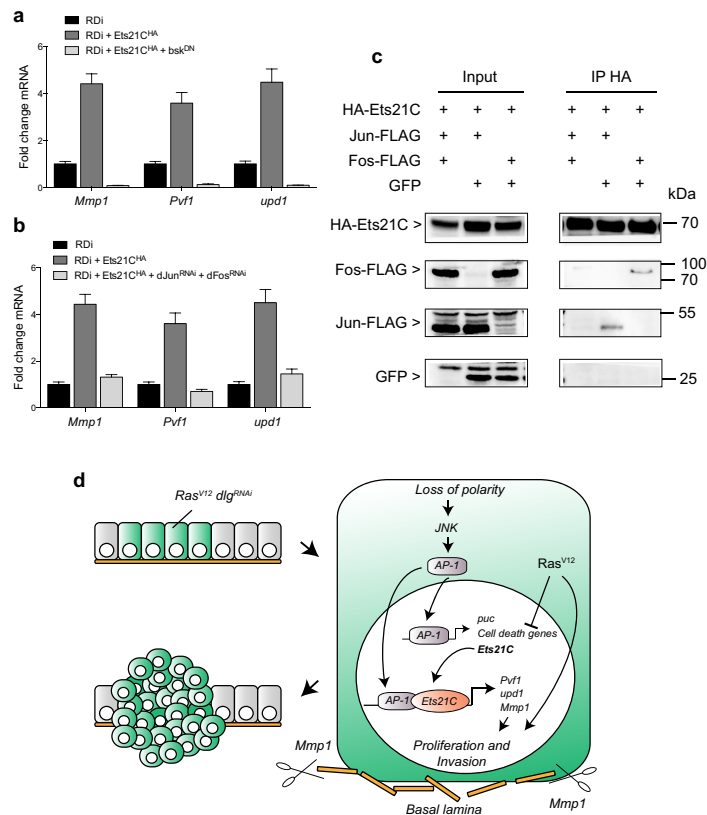 a
RDi
RDi + Ets21C^HA
RDi + Ets21C^HA + bsk^DN
Fold change mRNA
6
4
2
0
Mmp1 Pvf1 upd1
b
RDi
RDi + Ets21C^HA
RDi + Ets21C^HA + dJun^RNAi + dFos^RNAi
Fold change mRNA
6
4
2
0
Mmp1 Pvf1 upd1
c
Input IP HA
HA-Ets21C + + + + + +
Jun-FLAG + + + +
Fos-FLAG + + + +
GFP + + + +
kDa
HA-Ets21C > 70
Fos-FLAG > 100
70
Jun-FLAG > 55
GFP > 25
d
Ras^V12 dlg^RNAi
Loss of polarity
JNK
AP-1
Ras^V12
AP-1
puc
Cell death genes
Ets21C
AP-1 Ets21C
Pvf1
upd1
Mmp1
Proliferation and
Invasion
Mmp1
Basal lamina
Mmp1